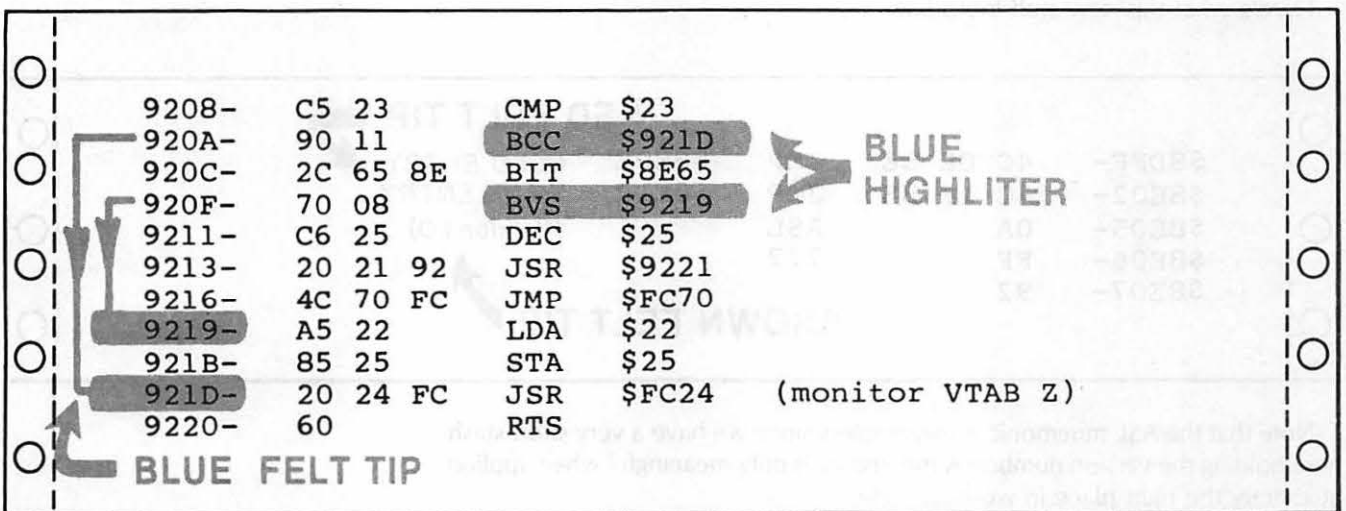 9208- C5 23 CMP $23
920A- 90 11 BCC $921D
920C- 2C 65 8E BIT $8E65
920F- 70 08 BVS $9219
9211- C6 25 DEC $25
9213- 20 21 92 JSR $9221
9216- 4C 70 FC JMP $FC70
9219- A5 22 LDA $22
921B- 85 25 STA $25
921D- 20 24 FC JSR $FC24 (monitor VTAB Z)
9220- 60 RTS
BLUE
HIGHLITER
BLUE FELT TIP